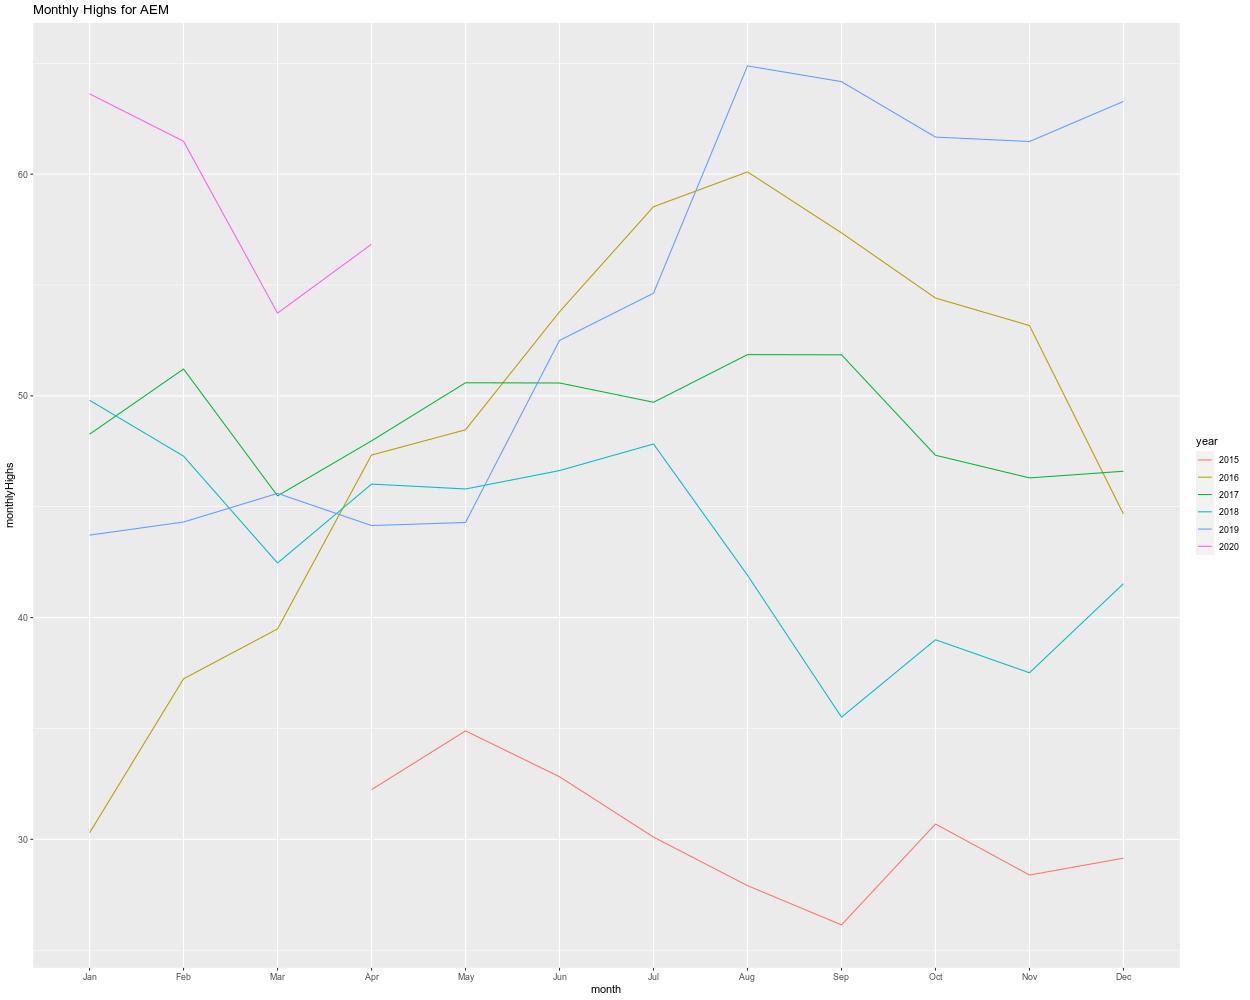 Monthly Highs for AEM
60
50
40
30
monthlyHighs
Jan Feb Mar Apr May Jun Jul Aug Sep Oct Nov Dec
month
year
2015
2016
2017
2018
2019
2020